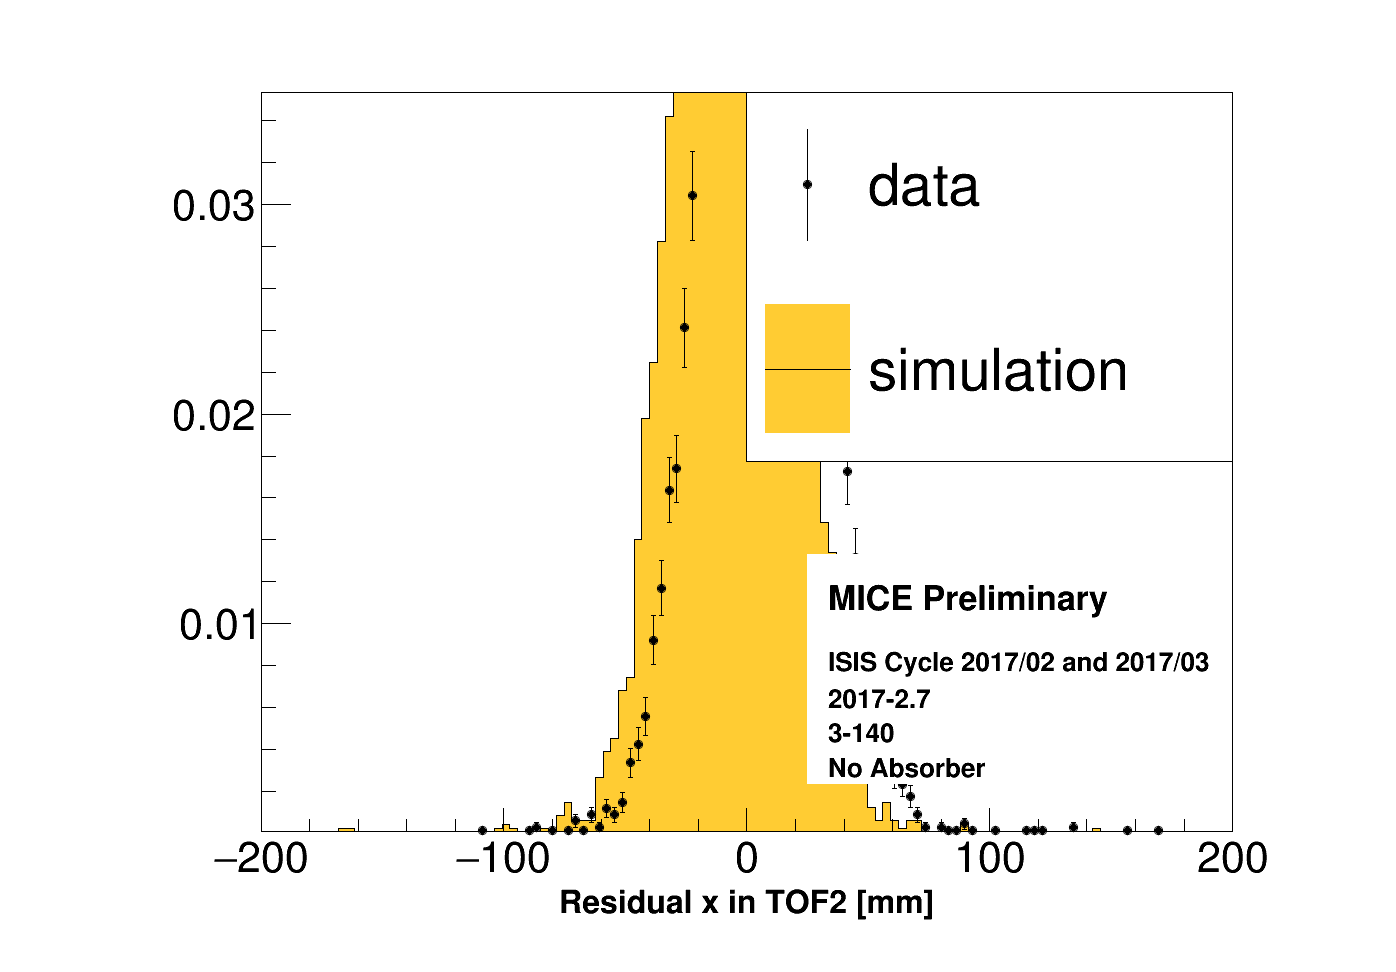 data
simulation
0.03
0.02
0.01
MICE Preliminary
ISIS Cycle 2017/02 and 2017/03
2017-2.7
3-140
No Absorber
−200 −100 0 100 200
Residual x in TOF2 [mm]